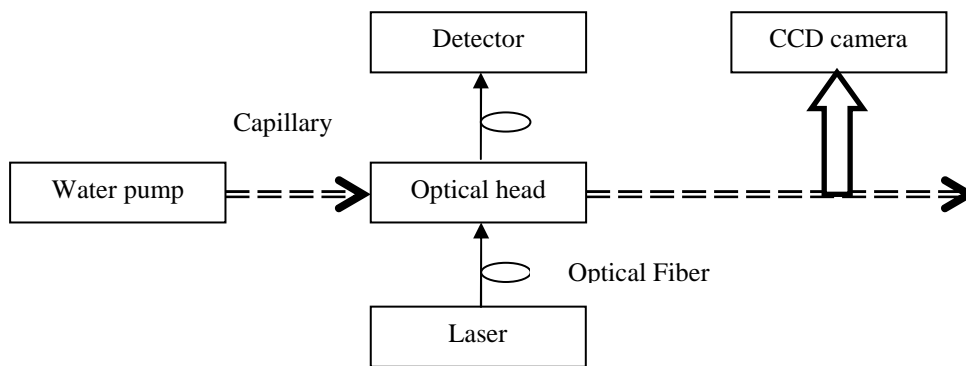 Detector
CCD camera
Capillary
Water pump
Optical head
Optical Fiber
Laser